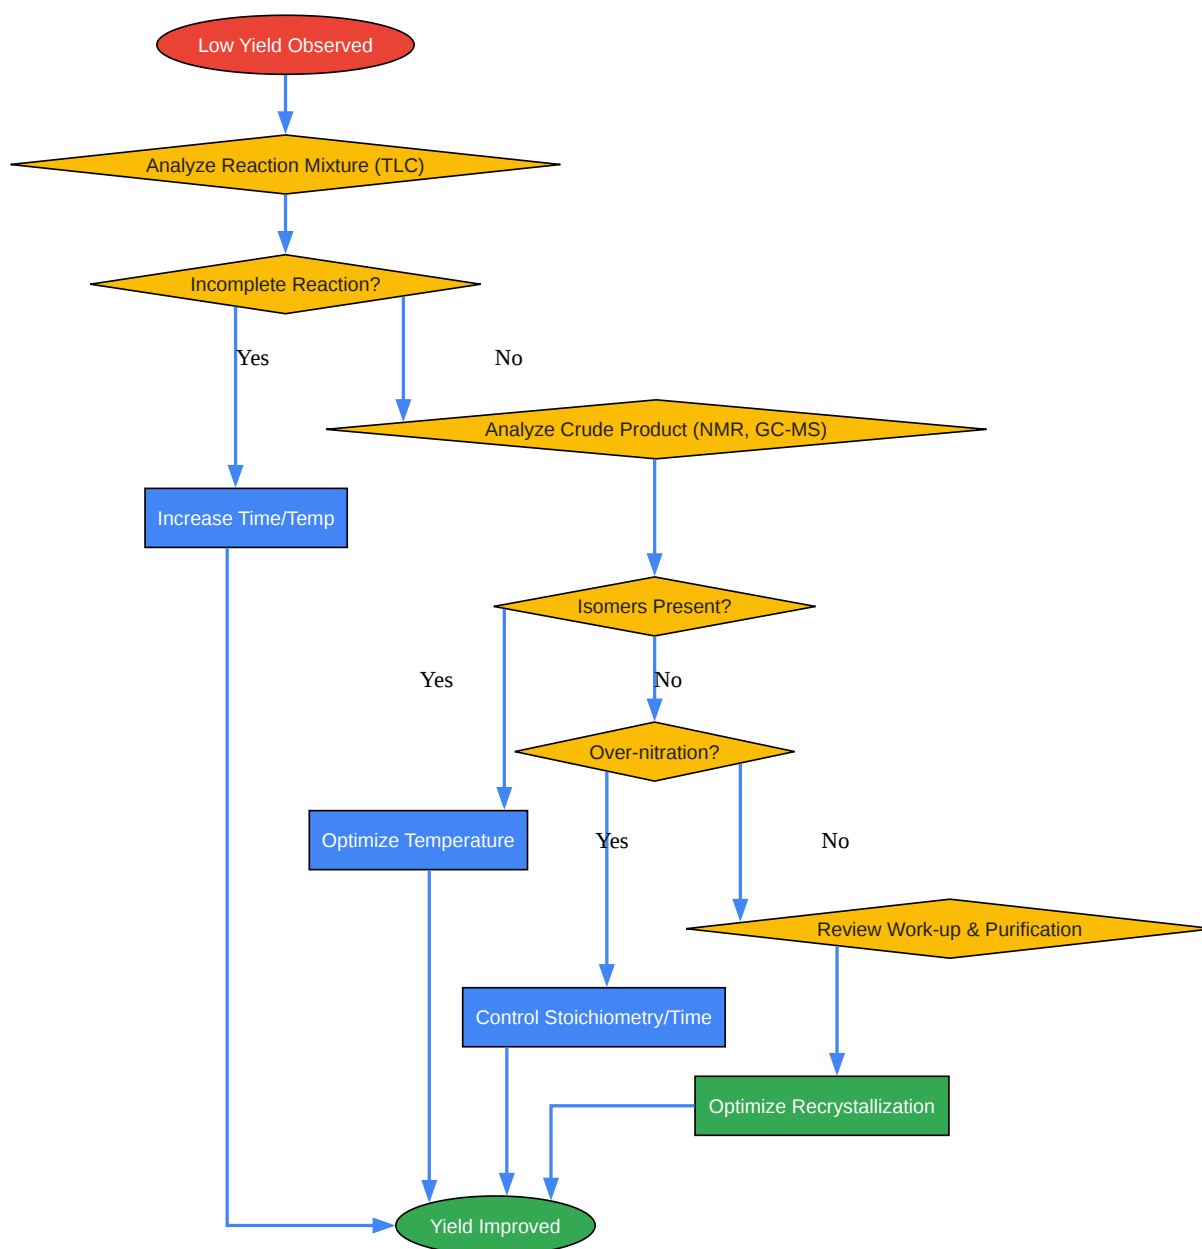 Low Yield Observed
Analyze Reaction Mixture (TLC)
Incomplete Reaction?
Yes
No
Analyze Crude Product (NMR, GC-MS)
Increase Time/Temp
Isomers Present?
Yes
No
Over-nitration?
Optimize Temperature
Yes
No
Review Work-up & Purification
Control Stoichiometry/Time
Optimize Recrystallization
Yield Improved